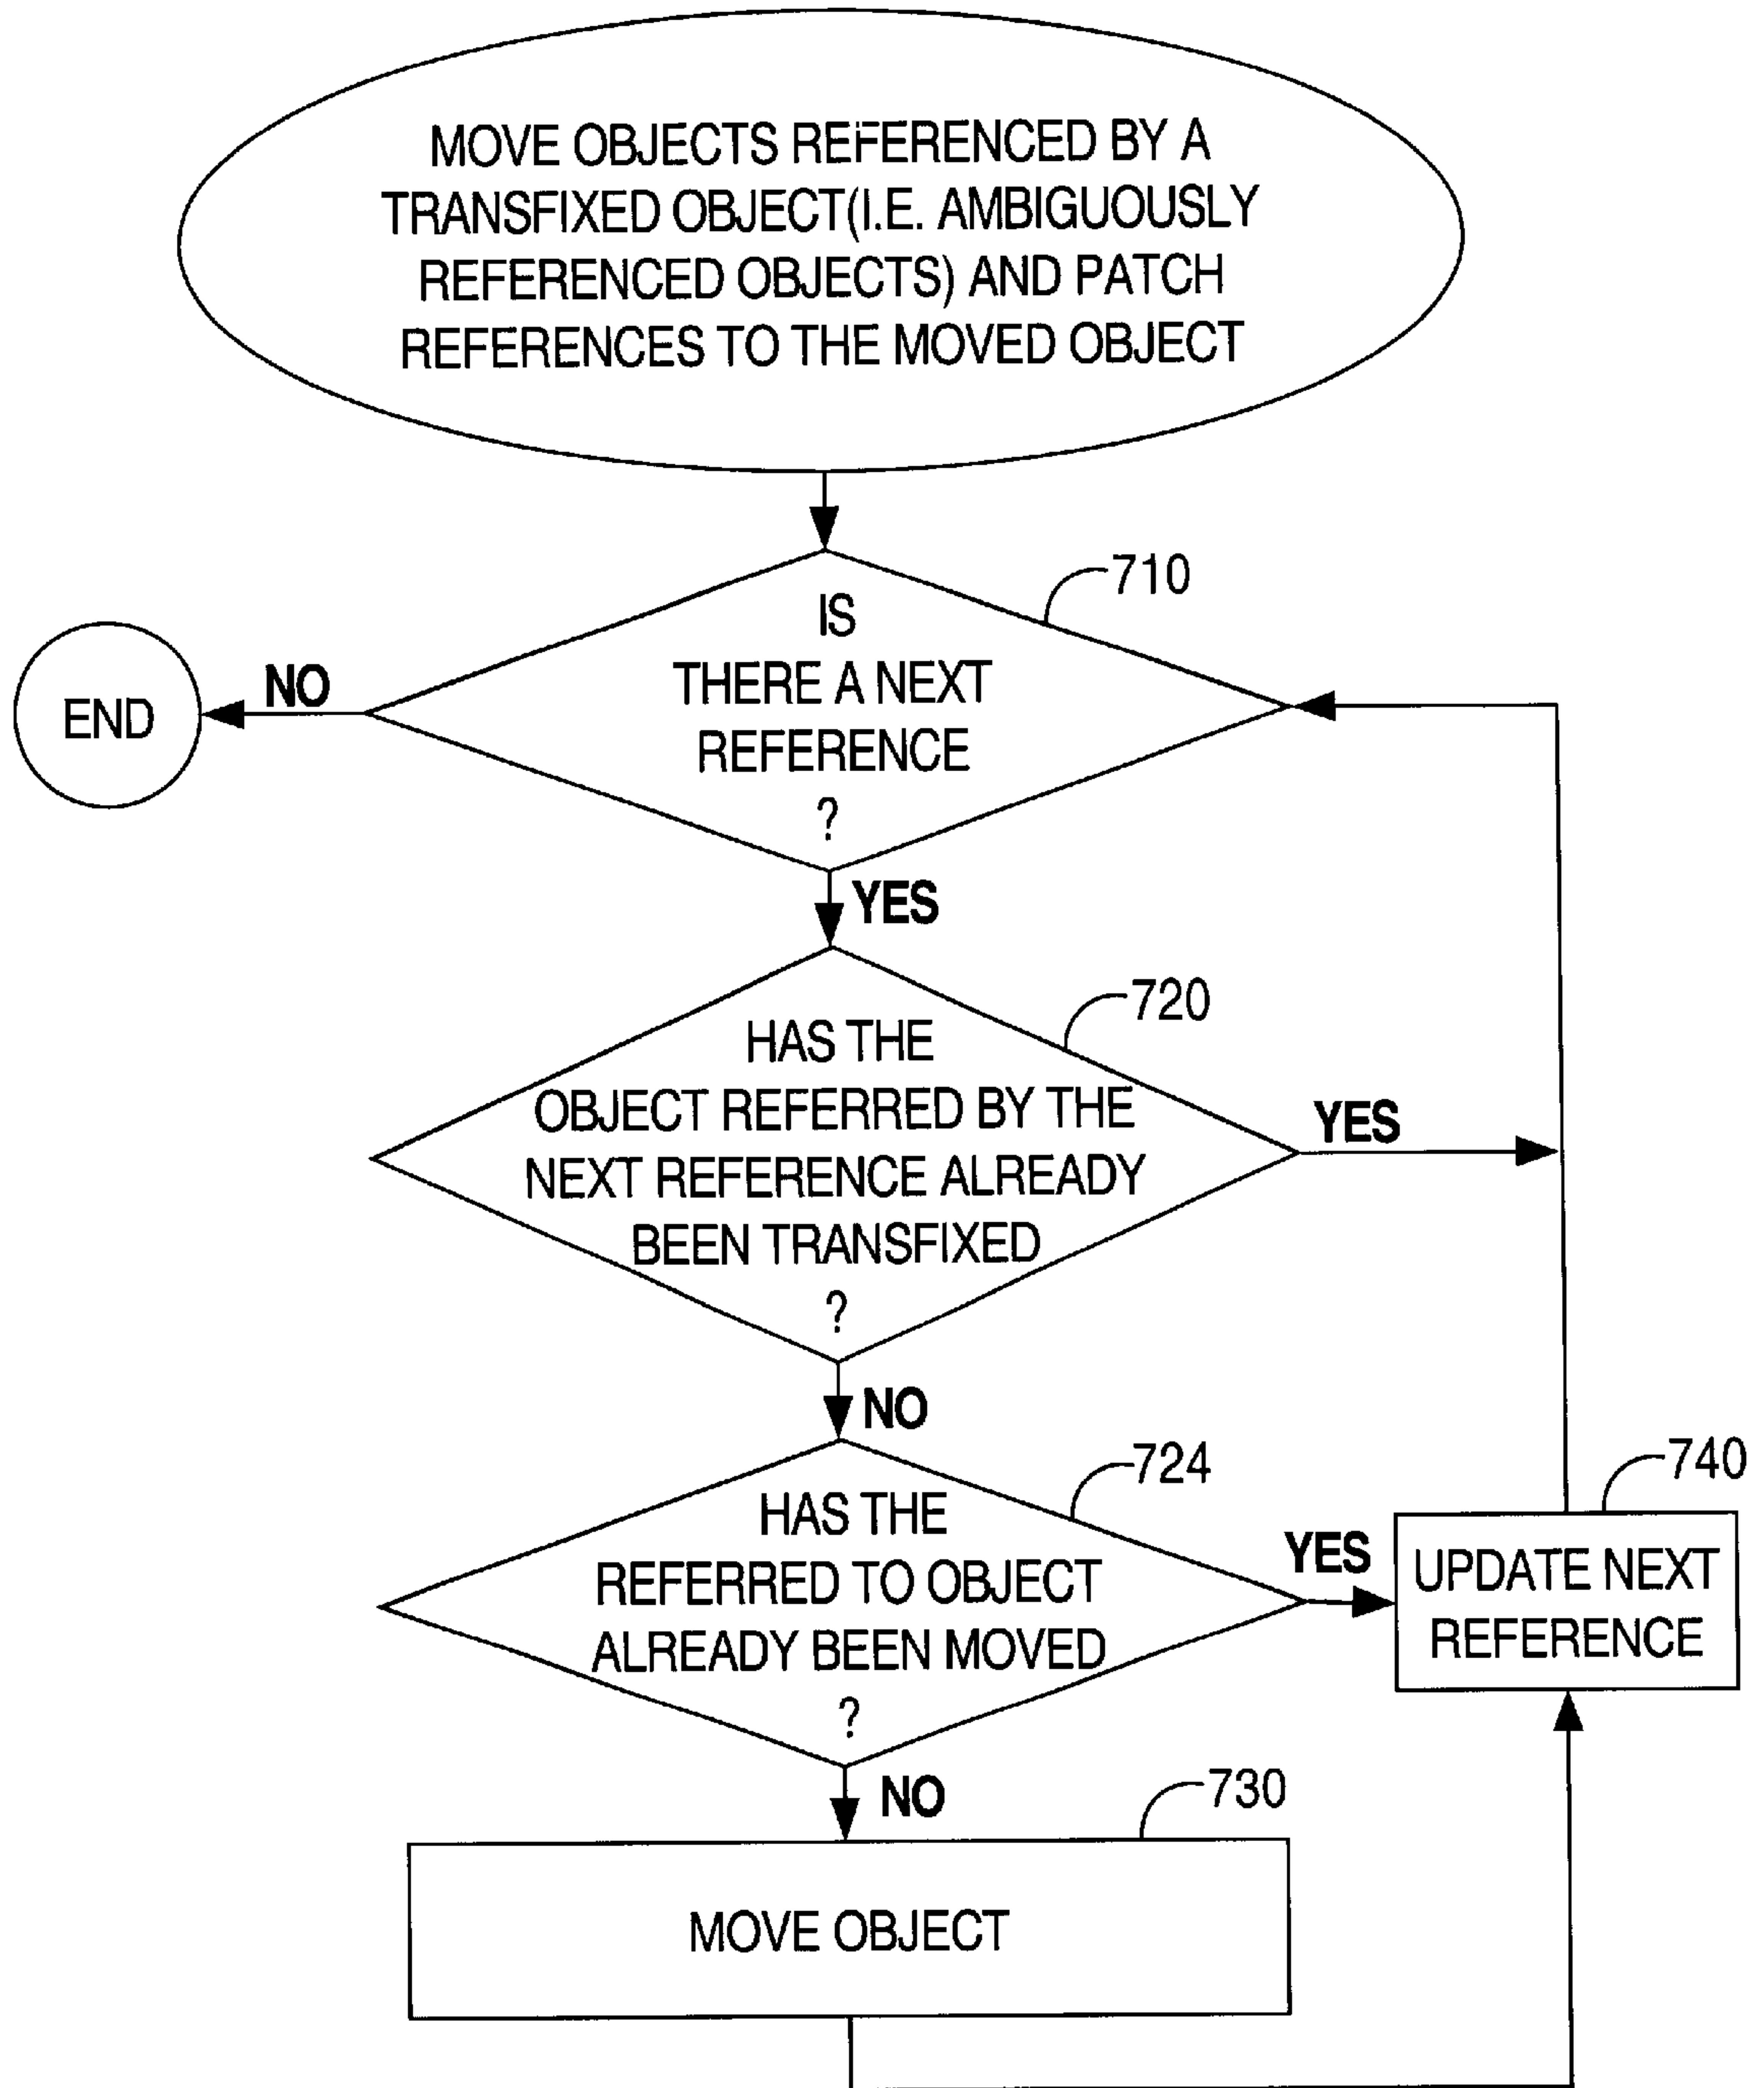 MOVE OBJECTS REFERENCED BY A
TRANSFIXED OBJECT(I.E. AMBIGUOUSLY
REFERENCED OBJECTS) AND PATCH
REFERENCES TO THE MOVED OBJECT
710
IS
THERE A NEXT
REFERENCE
?
NO
END
YES
720
HAS THE
OBJECT REFERRED BY THE
NEXT REFERENCE ALREADY
BEEN TRANSFIXED
?
YES
NO
724
HAS THE
REFERRED TO OBJECT
ALREADY BEEN MOVED
?
YES
740
UPDATE NEXT
REFERENCE
NO
730
MOVE OBJECT